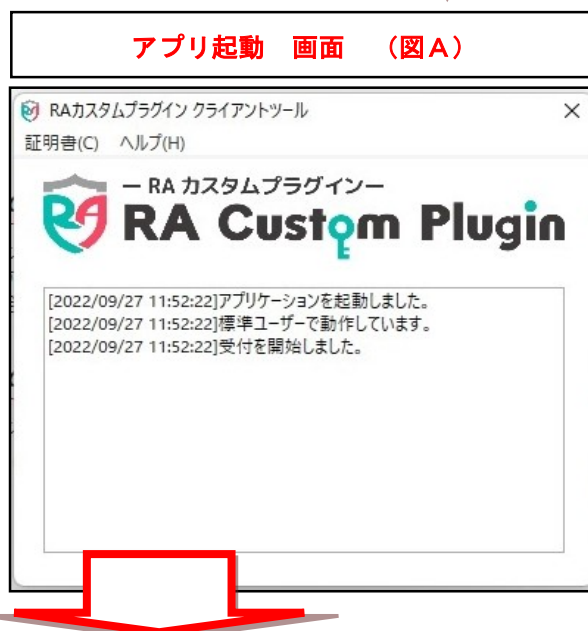 アプリ起動 画面 （図A）
RAカスタムプラグイン クライアントツール
証明書(C) ヘルプ(H)
RA
－ RA カスタムプラグイン－
RA Custom Plugin
[2022/09/27 11:52:22]アプリケーションを起動しました。
[2022/09/27 11:52:22]標準ユーザーで動作しています。
[2022/09/27 11:52:22]受付を開始しました。